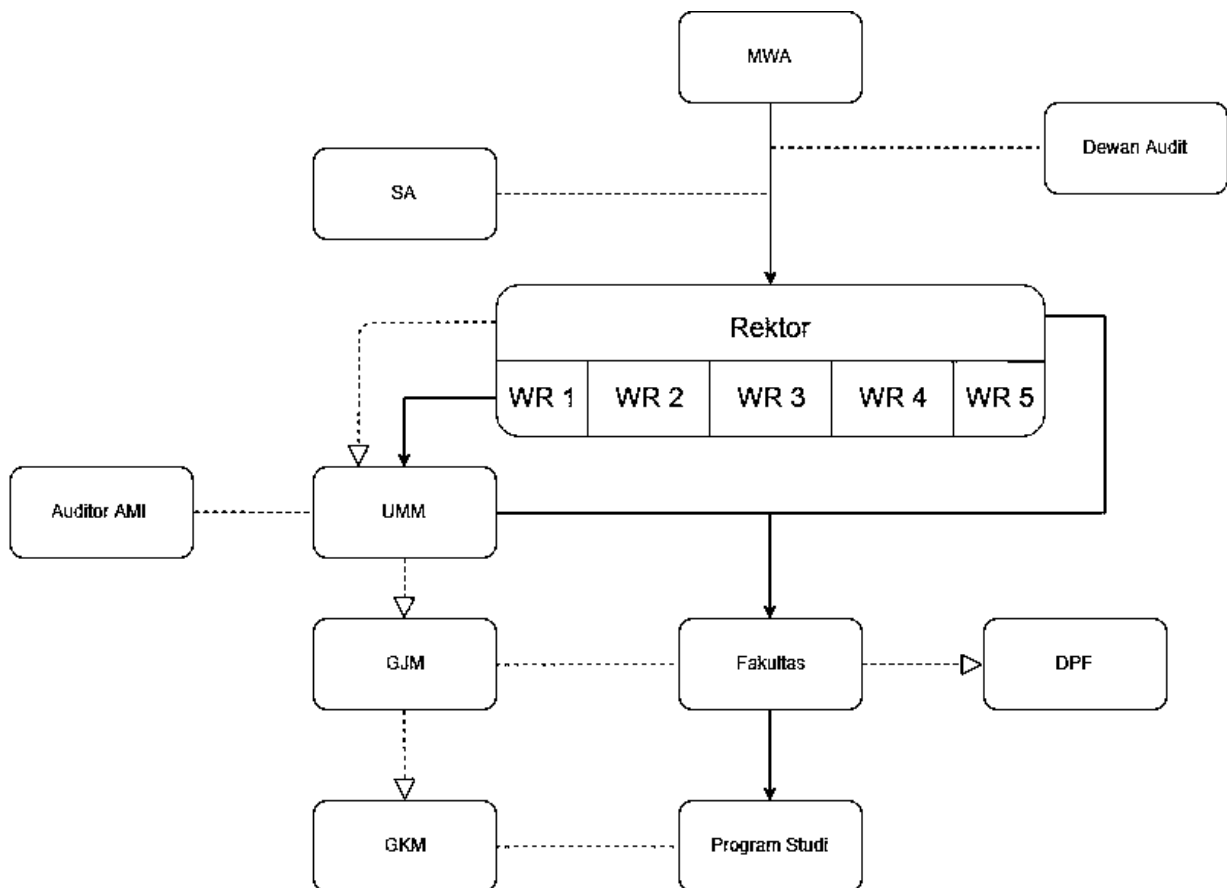 MWA
Dewan Audit
SA
Rektor
WR 1
WR 2
WR 3
WR 4
WR 5
Auditor AMI
UMM
GJM
Fakultas
DPF
GKM
Program Studi